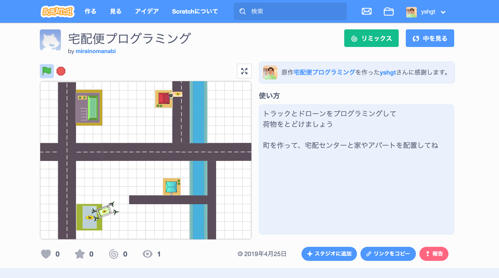 SCRATCH
作る
見る
アイデア
Scratchについて
検索
yshgt
宅配便プログラミング
by mirainomanabi
リミックス
中を見る
原作宅配便プログラミングを作ったyshgtさんに感謝します。
使い方
トラックとドローンをプログラミングして
荷物をとどけましょう
町を作って、宅配センターと家やアパートを配置してね
0
0
0
1
© 2019年4月25日
スタジオに追加
リンクをコピー
報告